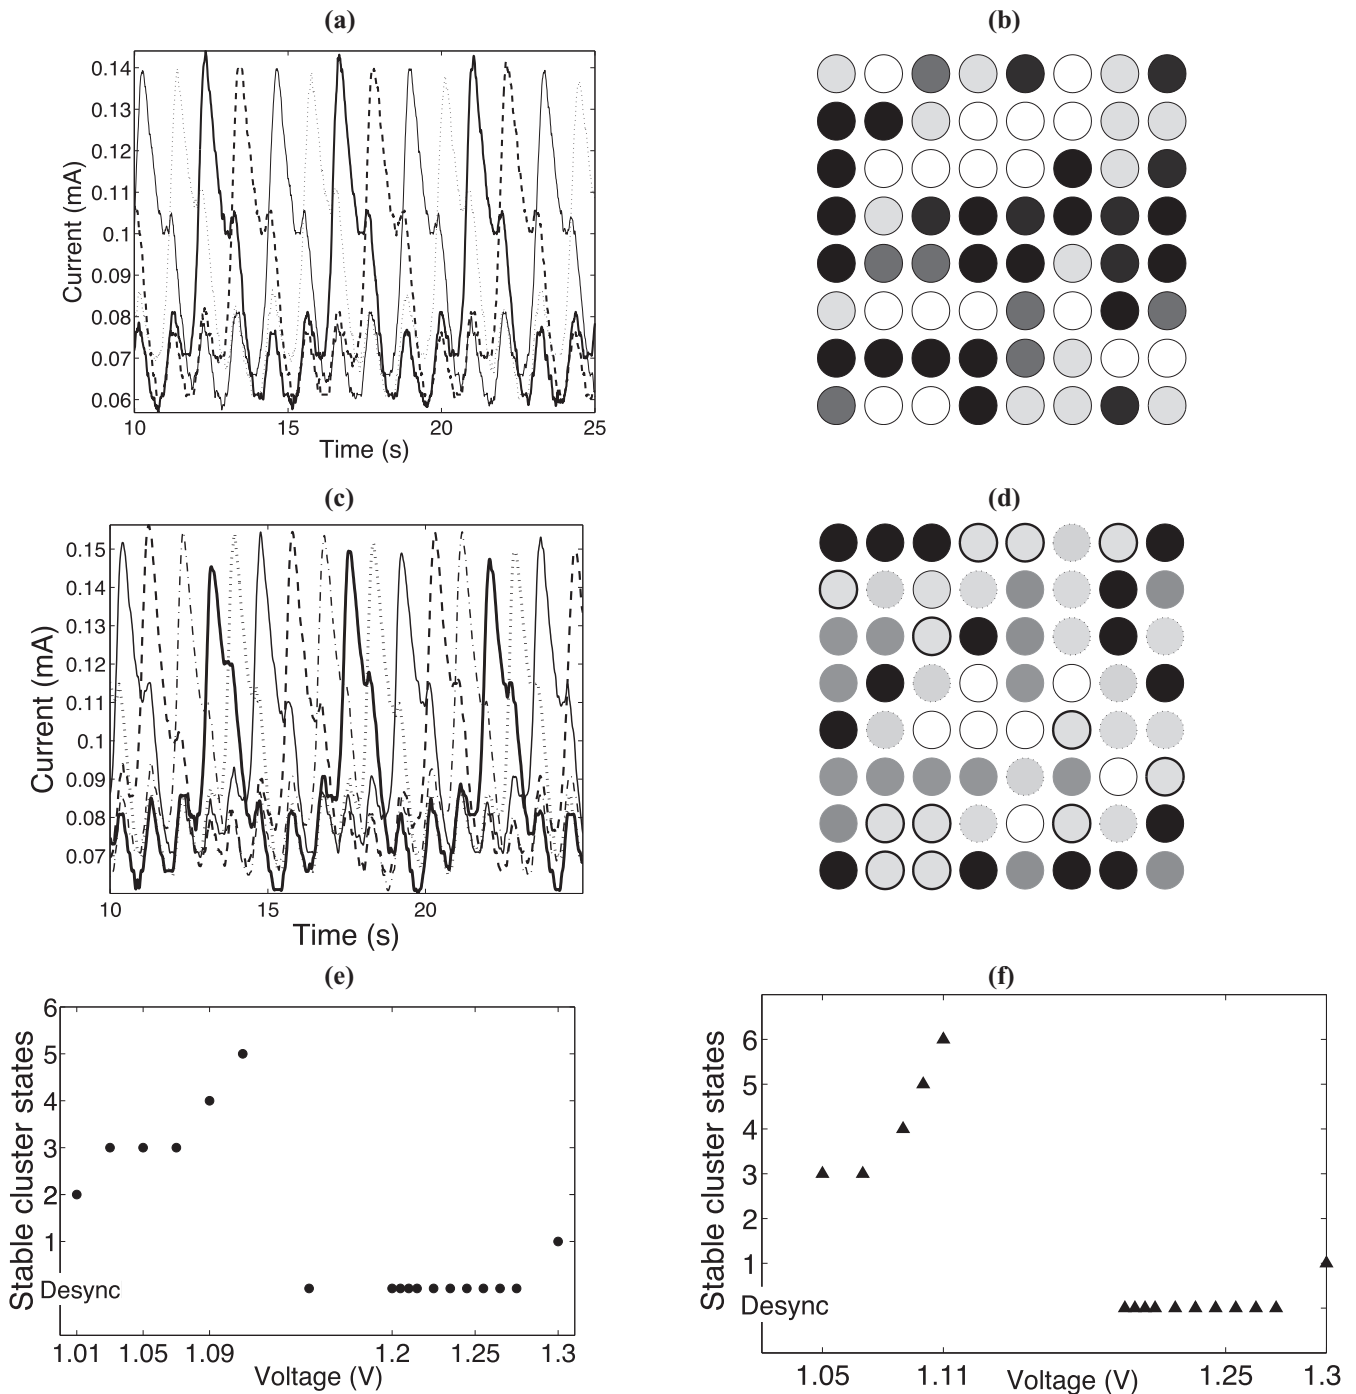 (a)
(b)
0.14
0.13
0.12
0.11
0.1
0.09
0.08
0.07
0.06
Current (mA)
10 15 20 25
Time (s)
(c)
(d)
0.15
0.14
0.13
0.12
0.11
0.1
0.09
0.08
0.07
Current (mA)
10 15 20
Time (s)
(e)
(f)
6
5
4
3
2
1
Desync
Stable cluster states
1.01 1.05 1.09 1.2 1.25 1.3
Voltage (V)
6
5
4
3
2
1
Desync
Stable cluster states
1.05 1.11 1.25 1.3
Voltage (V)